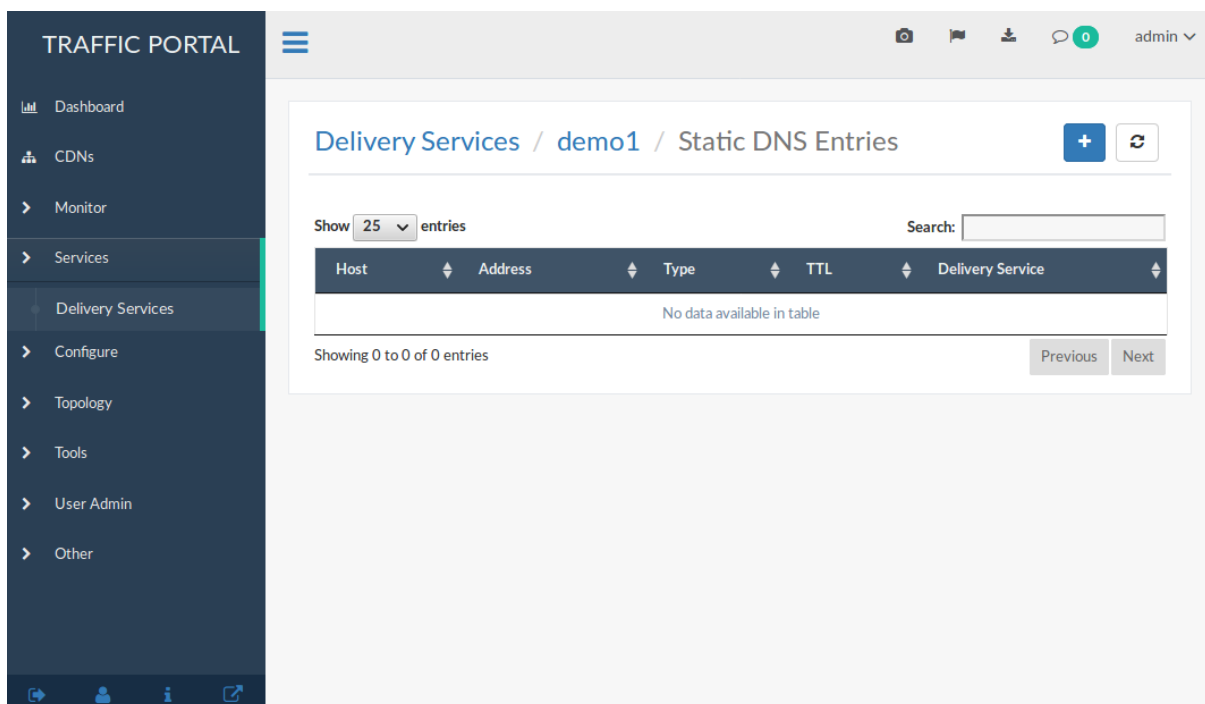 TRAFFIC PORTAL
0
admin
Dashboard
CDNs
Monitor
Services
Delivery Services
Configure
Topology
Tools
User Admin
Other
Delivery Services / demo1 / Static DNS Entries
Show 25 entries
Search:
Host Address Type TTL Delivery Service
No data available in table
Showing 0 to 0 of 0 entries
Previous Next